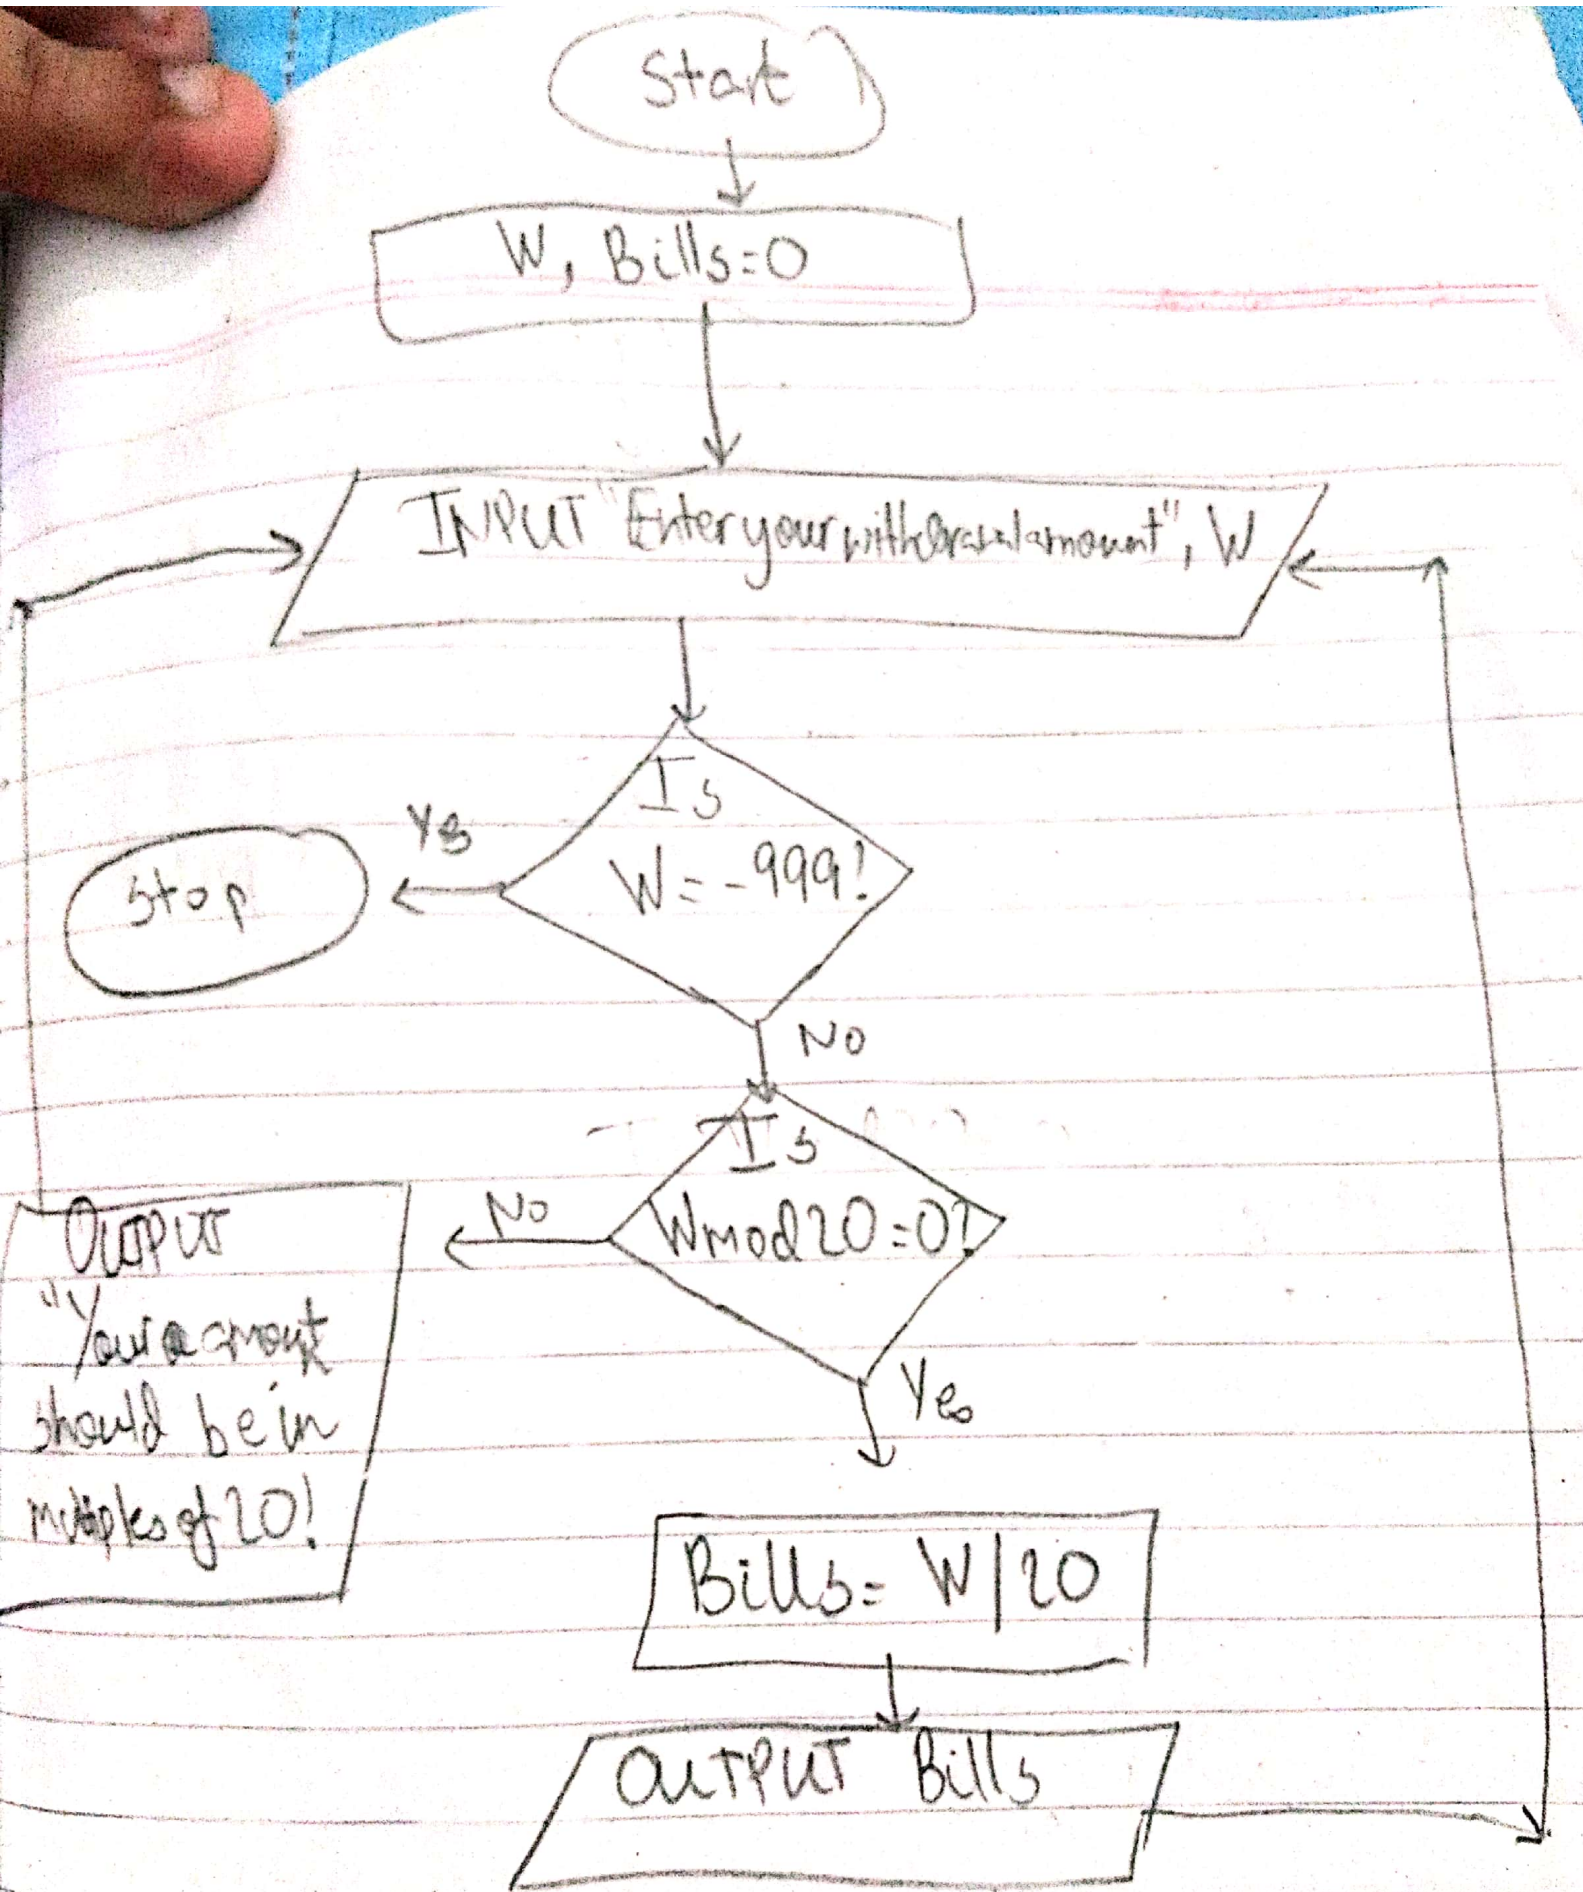 Start
W, Bills=0
INPUT "Enter your withdrawal amount", W
Is
W=-999?
Yes
Stop
No
Is
Wmod20=0?
No
OUTPUT
"Your amount
should be in
multiples of 20!
Yes
Bills= W/20
OUTPUT Bills